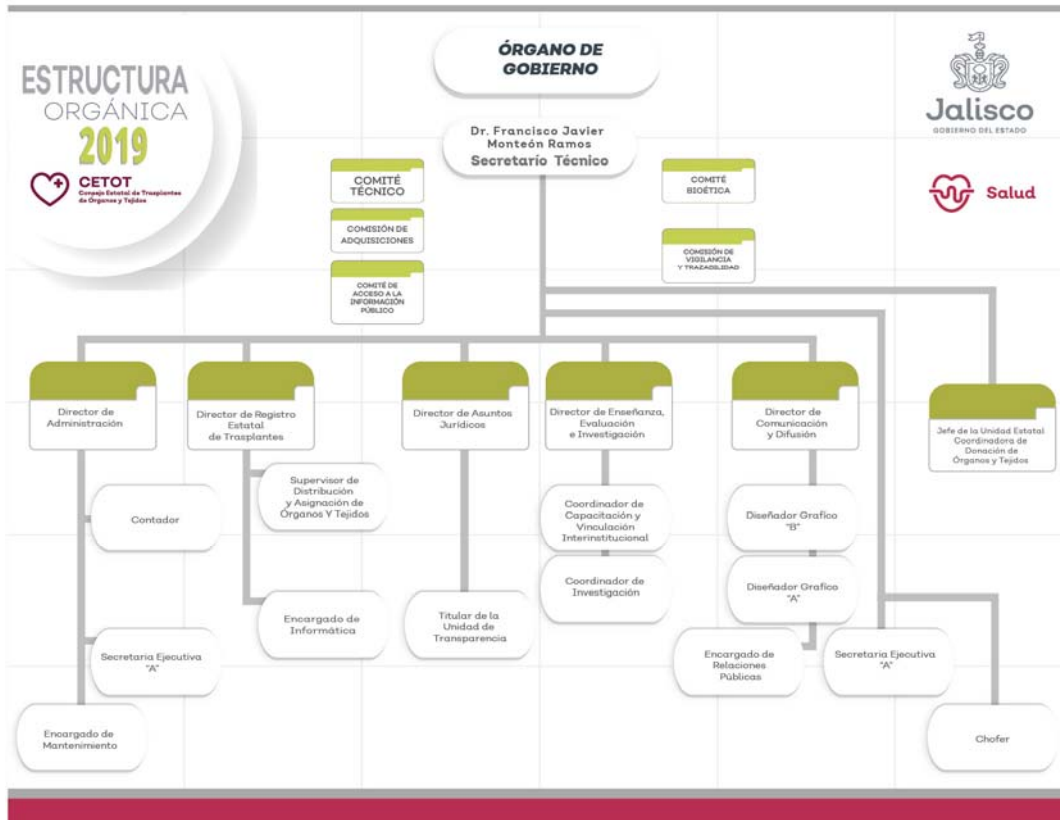 ESTRUCTURA
ORGÁNICA
2019
CETOT
Consejo Estatal de Trasplantes
de Órganos y Tejidos
ÓRGANO DE
GOBIERNO
Dr. Francisco Javier
Monteón Ramos
Secretarío Técnico
Jalisco
GOBIERNO DEL ESTADO
Salud
COMITÉ
TÉCNICO
COMISIÓN DE
ADQUISICIONES
COMITÉ DE
ACCESO A LA
INFORMACIÓN
PÚBLICO
COMITÉ
BIOÉTICA
COMISIÓN DE
VIGILANCIA
Y TRAZABILIDAD
Director de
Administración
Director de Registro
Estatal
de Trasplantes
Director de Asuntos
Jurídicos
Director de Enseñanza,
Evaluación
e Investigación
Director de
Comunicación
y Difusión
Jefe de la Unidad Estatal
Coordinadora de
Donación de
Órganos y Tejidos
Contador
Supervisor de
Distribución
y Asignación de
Órganos Y Tejidos
Coordinador de
Capacitación y
Vinculación
Interinstitucional
Diseñador Grafico
"B"
Coordinador de
Investigación
Diseñador Grafico
"A"
Secretaria Ejecutiva
"A"
Encargado de
Informática
Titular de la
Unidad de
Transparencia
Encargado de
Relaciones
Públicas
Secretaria Ejecutiva
"A"
Encargado de
Mantenimiento
Chofer